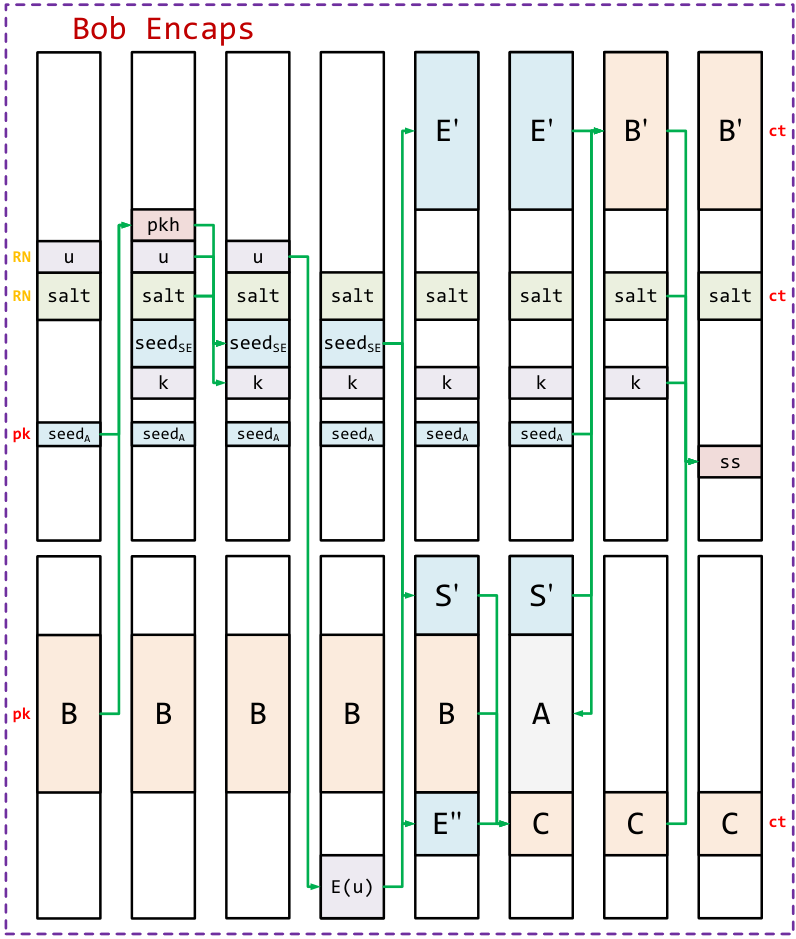 Bob Encaps
E' E' B' B' ct
pkh
RN u u u
RN salt salt salt salt salt salt salt salt ct
seedSE seedSE seedSE
k k k k k k
pk seedA seedA seedA seedA seedA seedA
ss
S' S'
pk B B B B B A
E" C C C ct
E(u)